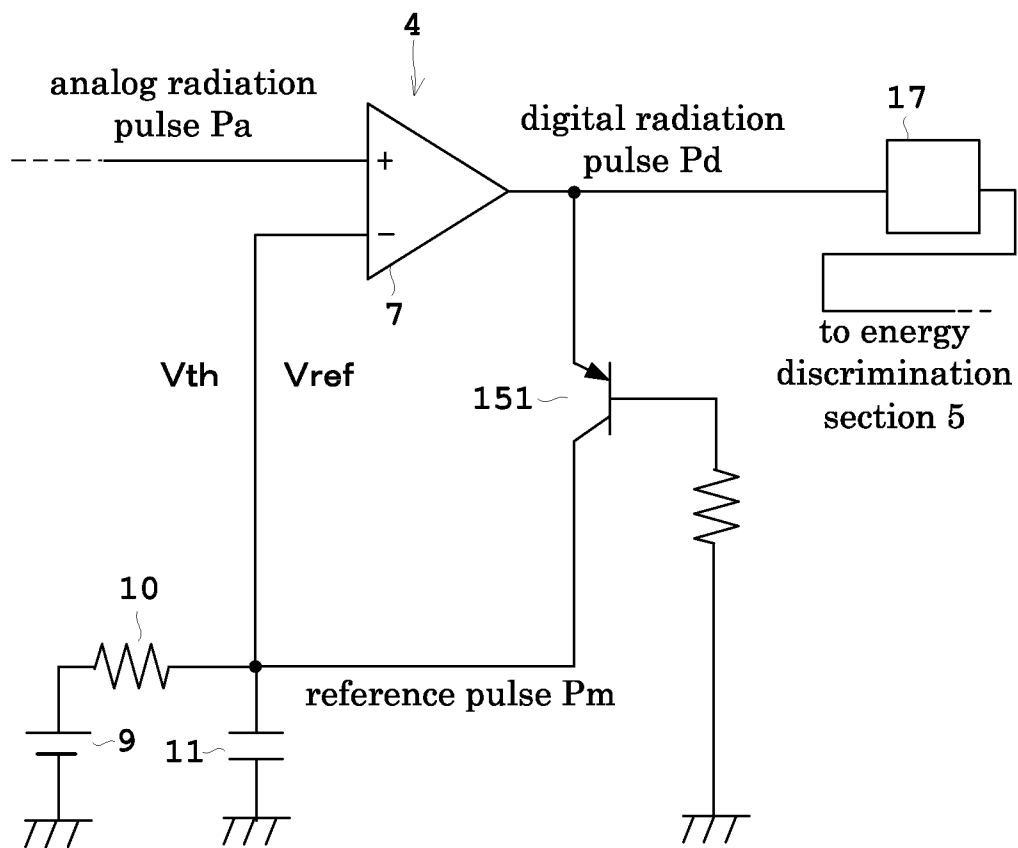 4
analog radiation
pulse Pa
17
digital radiation
pulse Pd
+
−
7
to energy
discrimination
section 5
Vth
Vref
151
10
reference pulse Pm
9
11